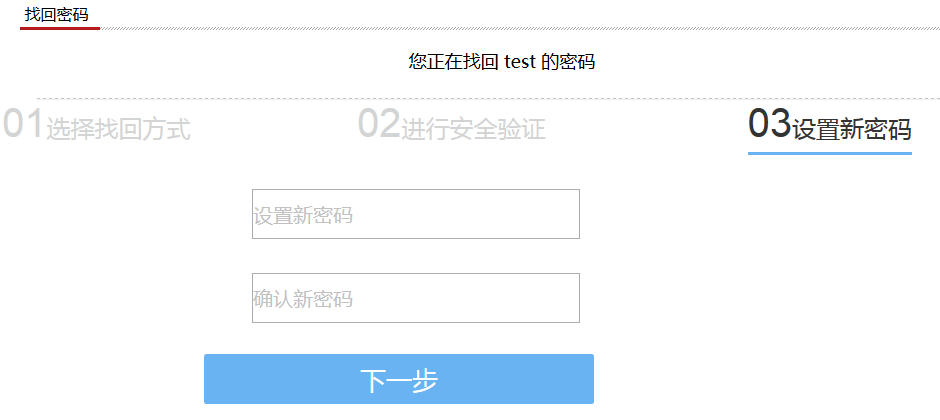 找回密码
您正在找回 test 的密码
01选择找回方式 02进行安全验证 03设置新密码
设置新密码
确认新密码
下一步